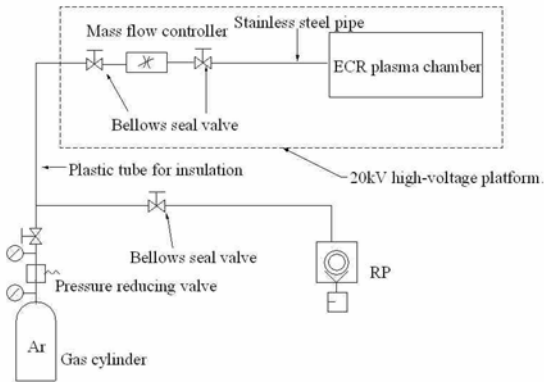 Mass flow controller
Stainless steel pipe
ECR plasma chamber
Bellows seal valve
Plastic tube for insulation
20kV high-voltage platform.
Bellows seal valve
RP
Pressure reducing valve
Ar
Gas cylinder